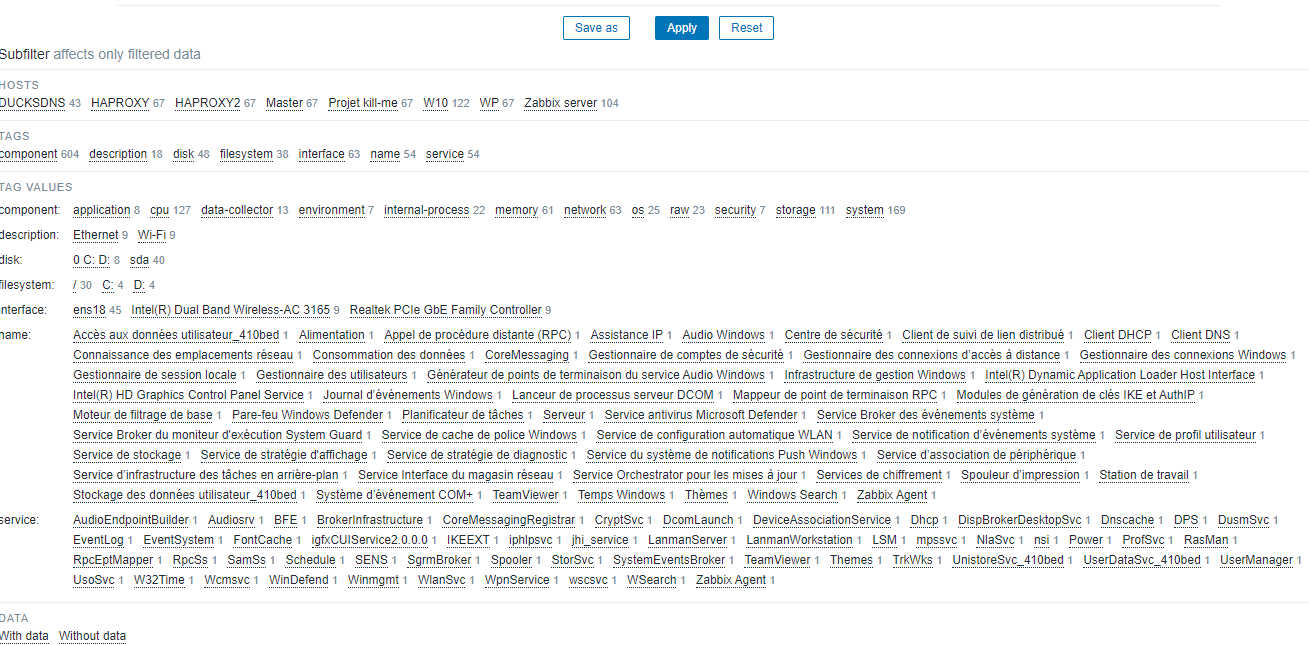 Save as Apply Reset
Subfilter affects only filtered data
HOSTS
DUCKSDNS 43 HAPROXY 67 HAPROXY2 67 Master 67 Projet kill-me 67 W10 122 WP 67 Zabbix server 104
TAGS
component 604 description 18 disk 48 filesystem 38 interface 63 name 54 service 54
TAG VALUES
component: application 8 cpu 127 data-collector 13 environment 7 internal-process 22 memory 61 network 63 os 25 raw 23 security 7 storage 111 system 169
description: Ethernet 9 Wi-Fi 9
disk: 0 C: D: 8 sda 40
filesystem: / 30 C: 4 D: 4
interface: ens18 45 Intel(R) Dual Band Wireless-AC 3165 9 Realtek PCIe GbE Family Controller 9
name: Accès aux données utilisateur_410bed 1 Alimentation 1 Appel de procédure distante (RPC) 1 Assistance IP 1 Audio Windows 1 Centre de sécurité 1 Client de suivi de lien distribué 1 Client DHCP 1 Client DNS 1
Connaissance des emplacements réseau 1 Consommation des données 1 CoreMessaging 1 Gestionnaire de comptes de sécurité 1 Gestionnaire des connexions d'accès à distance 1 Gestionnaire des connexions Windows 1
Gestionnaire de session locale 1 Gestionnaire des utilisateurs 1 Générateur de points de terminaison du service Audio Windows 1 Infrastructure de gestion Windows 1 Intel(R) Dynamic Application Loader Host Interface 1
Intel(R) HD Graphics Control Panel Service 1 Journal d'événements Windows 1 Lanceur de processus serveur DCOM 1 Mappeur de point de terminaison RPC 1 Modules de génération de clés IKE et AuthIP 1
Moteur de filtrage de base 1 Pare-feu Windows Defender 1 Planificateur de tâches 1 Serveur 1 Service antivirus Microsoft Defender 1 Service Broker des événements système 1
Service Broker du moniteur d'exécution System Guard 1 Service de cache de police Windows 1 Service de configuration automatique WLAN 1 Service de notification d'événements système 1 Service de profil utilisateur 1
Service de stockage 1 Service de stratégie d'affichage 1 Service de stratégie de diagnostic 1 Service du système de notifications Push Windows 1 Service d'association de périphérique 1
Service d'infrastructure des tâches en arrière-plan 1 Service Interface du magasin réseau 1 Service Orchestrator pour les mises à jour 1 Services de chiffrement 1 Spouleur d'impression 1 Station de travail 1
Stockage des données utilisateur_410bed 1 Système d'événement COM+ 1 TeamViewer 1 Temps Windows 1 Thèmes 1 Windows Search 1 Zabbix Agent 1
service: AudioEndpointBuilder 1 Audiosrv 1 BFE 1 BrokerInfrastructure 1 CoreMessagingRegistrar 1 CryptSvc 1 DcomLaunch 1 DeviceAssociationService 1 Dhcp 1 DispBrokerDesktopSvc 1 Dnscache 1 DPS 1 DusmSvc 1
EventLog 1 EventSystem 1 FontCache 1 igfxCUIService2.0.0.0 1 IKEEXT 1 iphlpsvc 1 jhi_service 1 LanmanServer 1 LanmanWorkstation 1 LSM 1 mpssvc 1 NlaSvc 1 nsi 1 Power 1 ProfSvc 1 RasMan 1
RpcEptMapper 1 RpcSs 1 SamSs 1 Schedule 1 SENS 1 SgrmBroker 1 Spooler 1 StorSvc 1 SystemEventsBroker 1 TeamViewer 1 Themes 1 TrkWks 1 UnistoreSvc_410bed 1 UserDataSvc_410bed 1 UserManager 1
UsoSvc 1 W32Time 1 Wcmsvc 1 WinDefend 1 Winmgmt 1 WlanSvc 1 WpnService 1 wscsvc 1 WSearch 1 Zabbix Agent 1
DATA
With data Without data